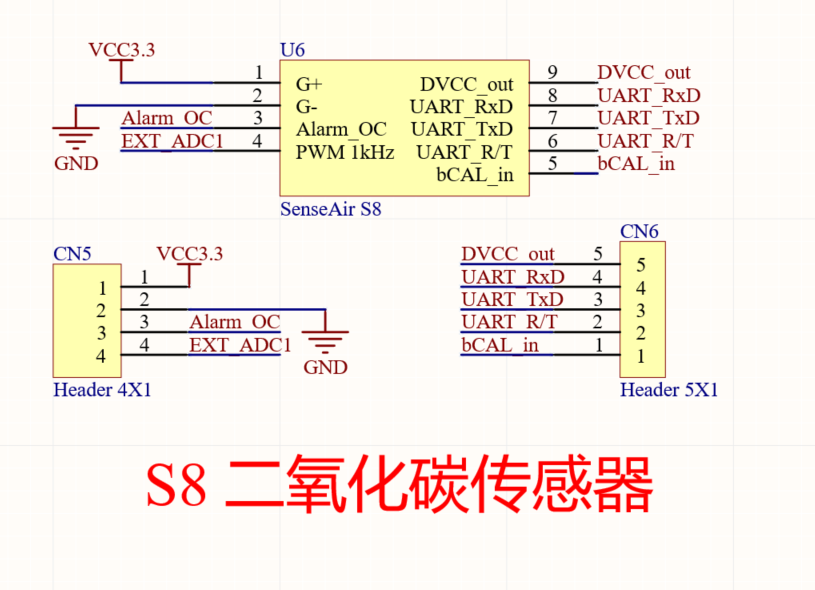 VCC3.3
U6
1 G+ DVCC_out 9 DVCC_out
2 G- UART_RxD 8 UART_RxD
Alarm_OC 3 Alarm_OC UART_TxD 7 UART_TxD
EXT_ADC1 4 PWM 1kHz UART_R/T 6 UART_R/T
GND bCAL_in 5 bCAL_in
SenseAir S8
CN5 VCC3.3
1 1
2 2
3 3 Alarm_OC
4 4 EXT_ADC1
GND
Header 4X1
CN6
DVCC_out 5 5
UART_RxD 4 4
UART_TxD 3 3
UART_R/T 2 2
bCAL_in 1 1
Header 5X1
S8 二氧化碳传感器